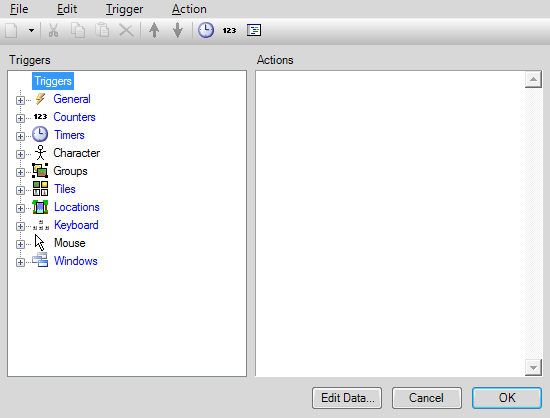 File Edit Trigger Action
123
Triggers Actions
Triggers
General
123 Counters
Timers
Character
Groups
Tiles
Locations
Keyboard
Mouse
Windows
Edit Data... Cancel OK